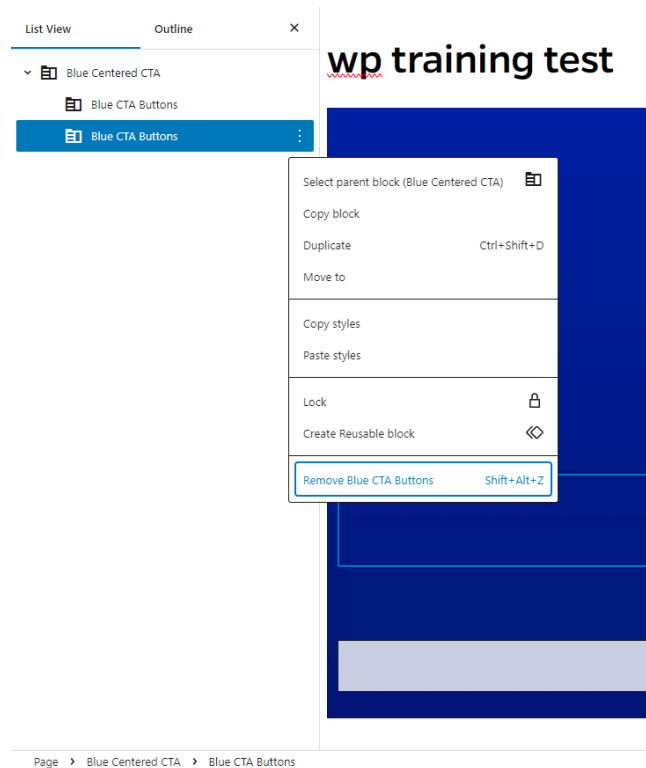 List View Outline
wp training test
Blue Centered CTA
Blue CTA Buttons
Blue CTA Buttons
Select parent block (Blue Centered CTA)
Copy block
Duplicate Ctrl+Shift+D
Move to
Copy styles
Paste styles
Lock
Create Reusable block
Remove Blue CTA Buttons Shift+Alt+Z
Page > Blue Centered CTA > Blue CTA Buttons